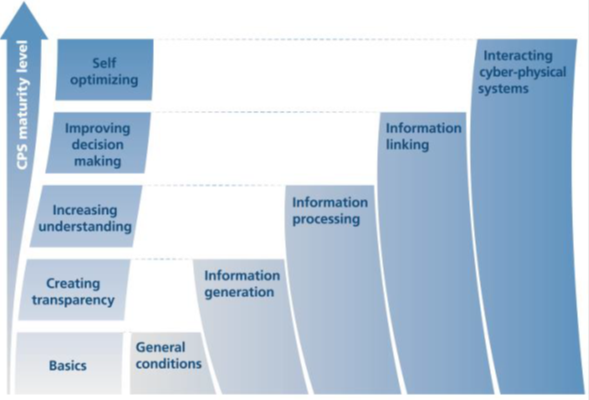 CPS maturity level
Self
optimizing
Improving
decision
making
Increasing
understanding
Creating
transparency
Basics
General
conditions
Information
generation
Information
processing
Information
linking
Interacting
cyber-physical
systems